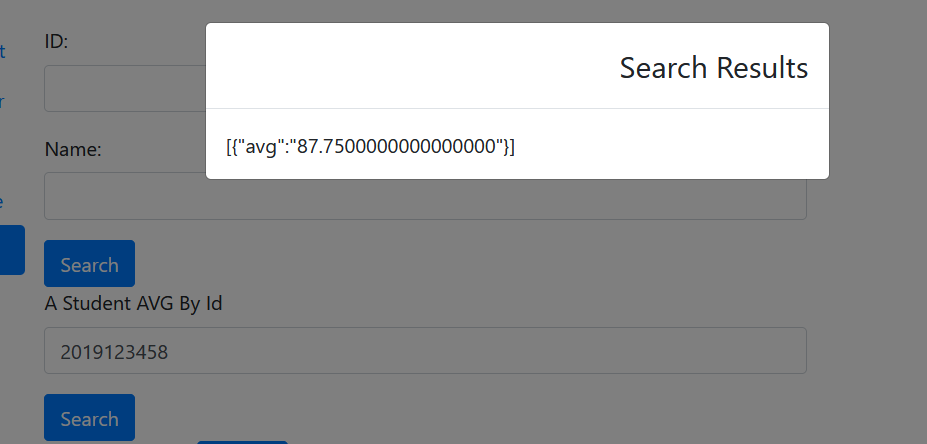 t
r
e
ID:
Search Results
[{"avg":"87.7500000000000000"}]
Name:
Search
A Student AVG By Id
2019123458
Search